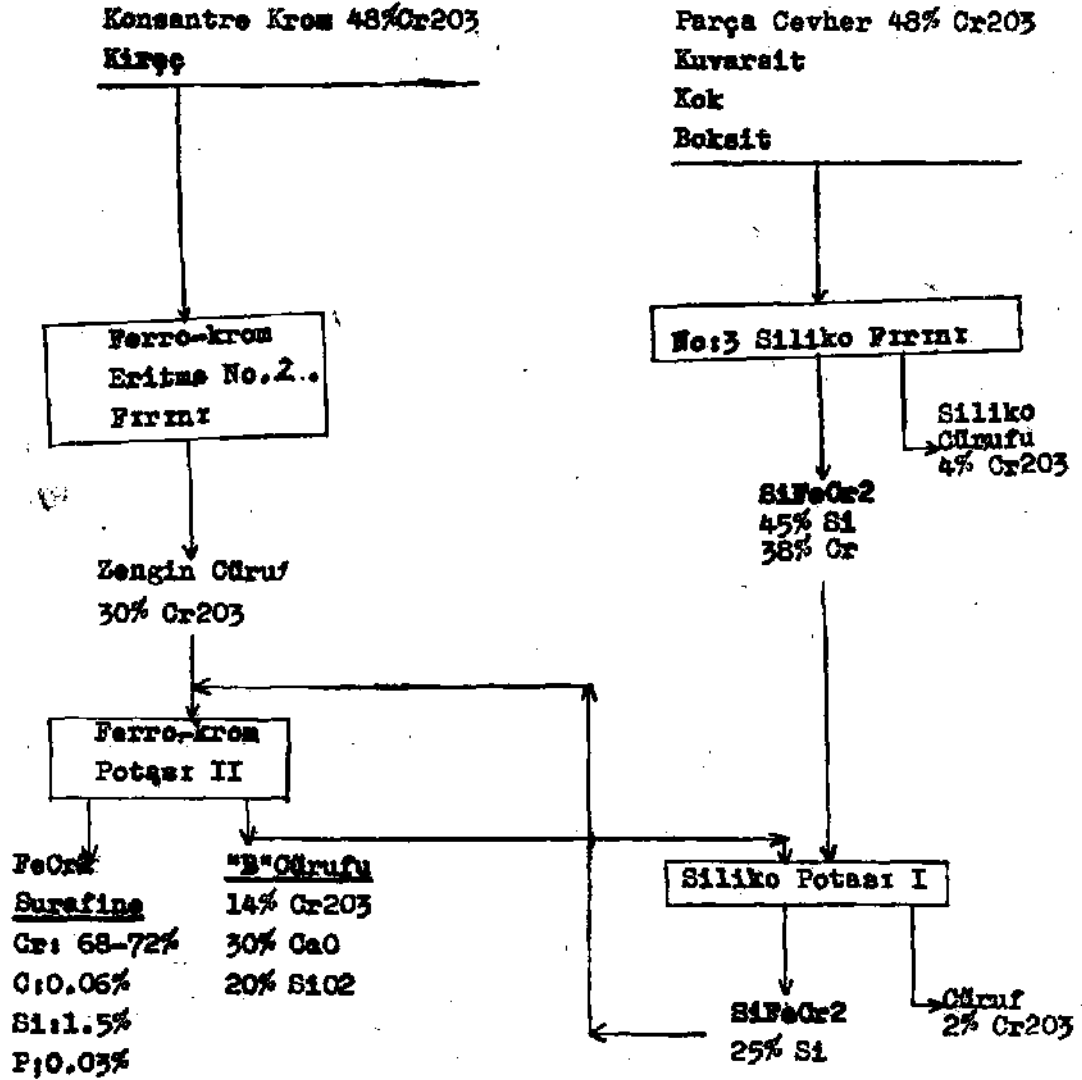 Konsantre Krom 48%Cr2O3
Kireç
Parça Cevher 48% Cr2O3
Kuvarsit
Kok
Boksit
Ferro-krom
Eritme No.2..
Fırını
No:3 Siliko Fırını
Siliko
Cürufu
4% Cr2O3
SiFeCr2
45% Si
38% Cr
Zengin Cüruf
30% Cr2O3
Ferro-krom
Potası II
FeCr2
Surafine
Cr: 68-72%
C:0.06%
Si:1.5%
P;0.03%
"B"Cürufu
14% Cr2O3
30% CaO
20% SiO2
Siliko Potası I
SiFeCr2
25% Si
Cüruf
2% Cr2O3